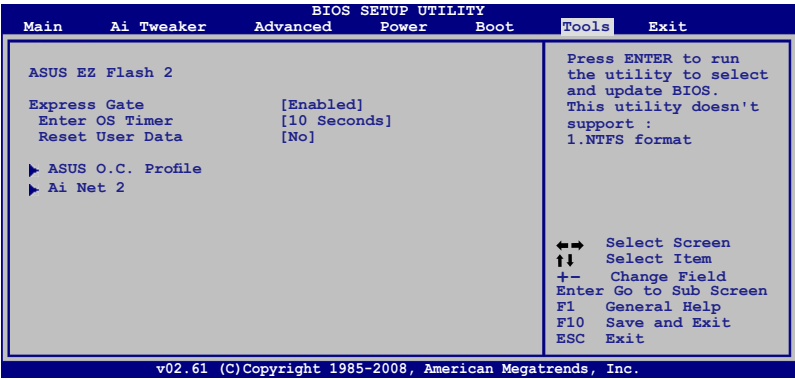 BIOS SETUP UTILITY
Main Ai Tweaker Advanced Power Boot Tools Exit
ASUS EZ Flash 2
Express Gate [Enabled]
Enter OS Timer [10 Seconds]
Reset User Data [No]
ASUS O.C. Profile
Ai Net 2
Press ENTER to run
the utility to select
and update BIOS.
This utility doesn't
support :
1.NTFS format
Select Screen
Select Item
+- Change Field
Enter Go to Sub Screen
F1 General Help
F10 Save and Exit
ESC Exit
v02.61 (C)Copyright 1985-2008, American Megatrends, Inc.